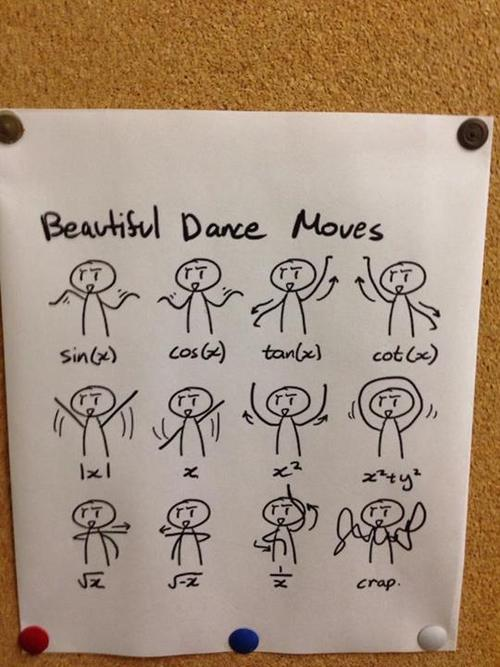 Beautiful Dance Moves
sin(x) cos(x) tan(x) cot(x)
|x| x x² x²+y²
√x √-x 1/x crap.